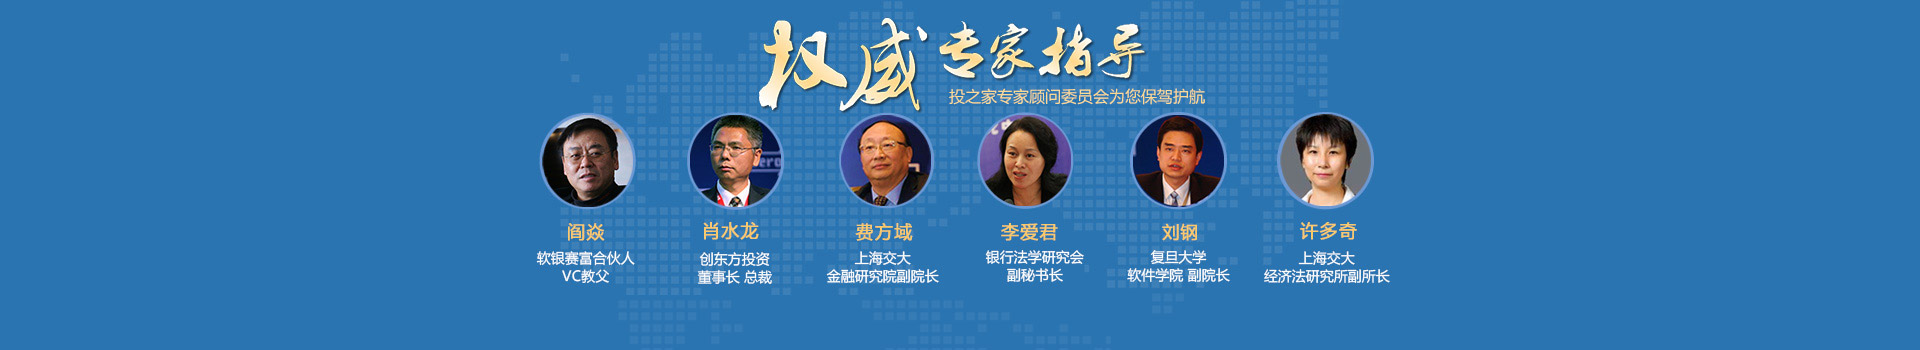 权威专家指导
投之家专家顾问委员会为您保驾护航
阎焱
软银赛富合伙人
VC教父
肖水龙
创东方投资
董事长 总裁
费方域
上海交大
金融研究院副院长
李爱君
银行法学研究会
副秘书长
刘钢
复旦大学
软件学院 副院长
许多奇
上海交大
经济法研究所副所长